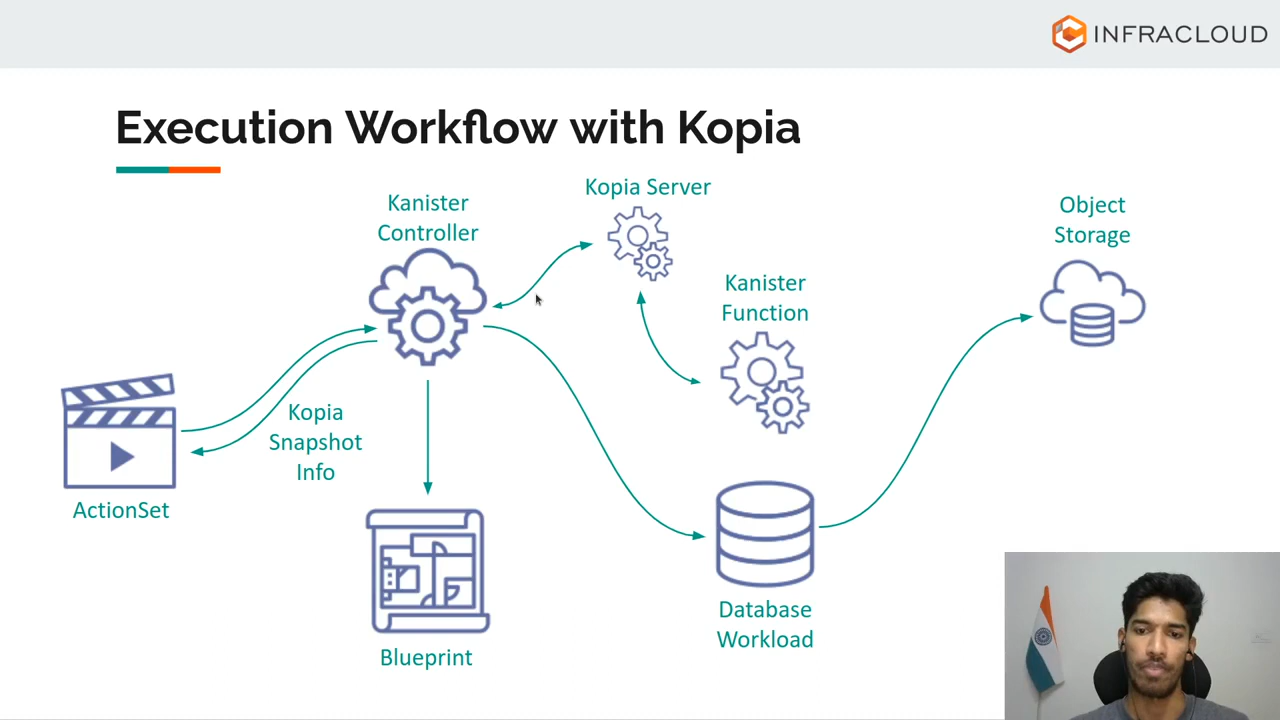 INFRACLOUD
Execution Workflow with Kopia
Kanister
Controller
Kopia Server
Object
Storage
Kanister
Function
Kopia
Snapshot
Info
ActionSet
Database
Workload
Blueprint